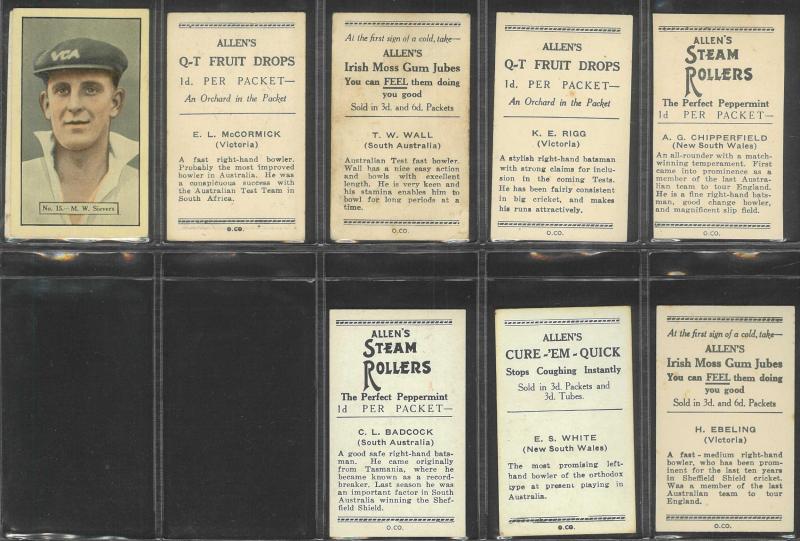 VCA
No. 15.—M. W. Sievers
ALLEN'S
Q-T FRUIT DROPS
1d. PER PACKET—
An Orchard in the Packet
E. L. McCORMICK
(Victoria)
A fast right-hand bowler.
Probably the most improved
bowler in Australia. He was
a conspicuous success with
the Australian Test Team in
South Africa.
O.CO.
At the first sign of a cold, take—
ALLEN'S
Irish Moss Gum Jubes
You can FEEL them doing
you good
Sold in 3d. and 6d. Packets
T. W. WALL
(South Australia)
Australian Test fast bowler.
Wall has a nice easy action
and bowls with excellent
length. He is very keen and
his stamina enables him to
bowl for long periods at a
time.
O.CO.
ALLEN'S
Q-T FRUIT DROPS
1d. PER PACKET—
An Orchard in the Packet
K. E. RIGG
(Victoria)
A stylish right-hand batsman
with strong claims for inclu-
sion in the coming Tests.
He has been fairly consistent
in big cricket, and makes
his runs attractively.
O.CO.
ALLEN'S
STEAM
ROLLERS
The Perfect Peppermint
1d PER PACKET—
A. G. CHIPPERFIELD
(New South Wales)
An all-rounder with a match-
winning temperament. First
came into prominence as a
member of the last Austra-
lian team to tour England.
He is a fine right-hand bats-
man, good change bowler,
and magnificent slip field.
O.CO.
ALLEN'S
STEAM
ROLLERS
The Perfect Peppermint
1d PER PACKET—
C. L. BADCOCK
(South Australia)
A good safe right-hand bats-
man. He came originally
from Tasmania, where he
became known as a record-
breaker. Last season he was
an important factor in South
Australia winning the Shef-
field Shield.
O.CO.
ALLEN'S
CURE-'EM-QUICK
Stops Coughing Instantly
Sold in 3d. Packets and
3d. Tubes.
E. S. WHITE
(New South Wales)
The most promising left-
hand bowler of the orthodox
type at present playing in
Australia.
O.CO.
At the first sign of a cold, take—
ALLEN'S
Irish Moss Gum Jubes
You can FEEL them doing
you good
Sold in 3d. and 6d. Packets
H. EBELING
(Victoria)
A fast-medium right-hand
bowler, who has been prom-
inent for the last ten years
in Sheffield Shield cricket.
Was a member of the last
Australian team to tour
England.
O.CO.